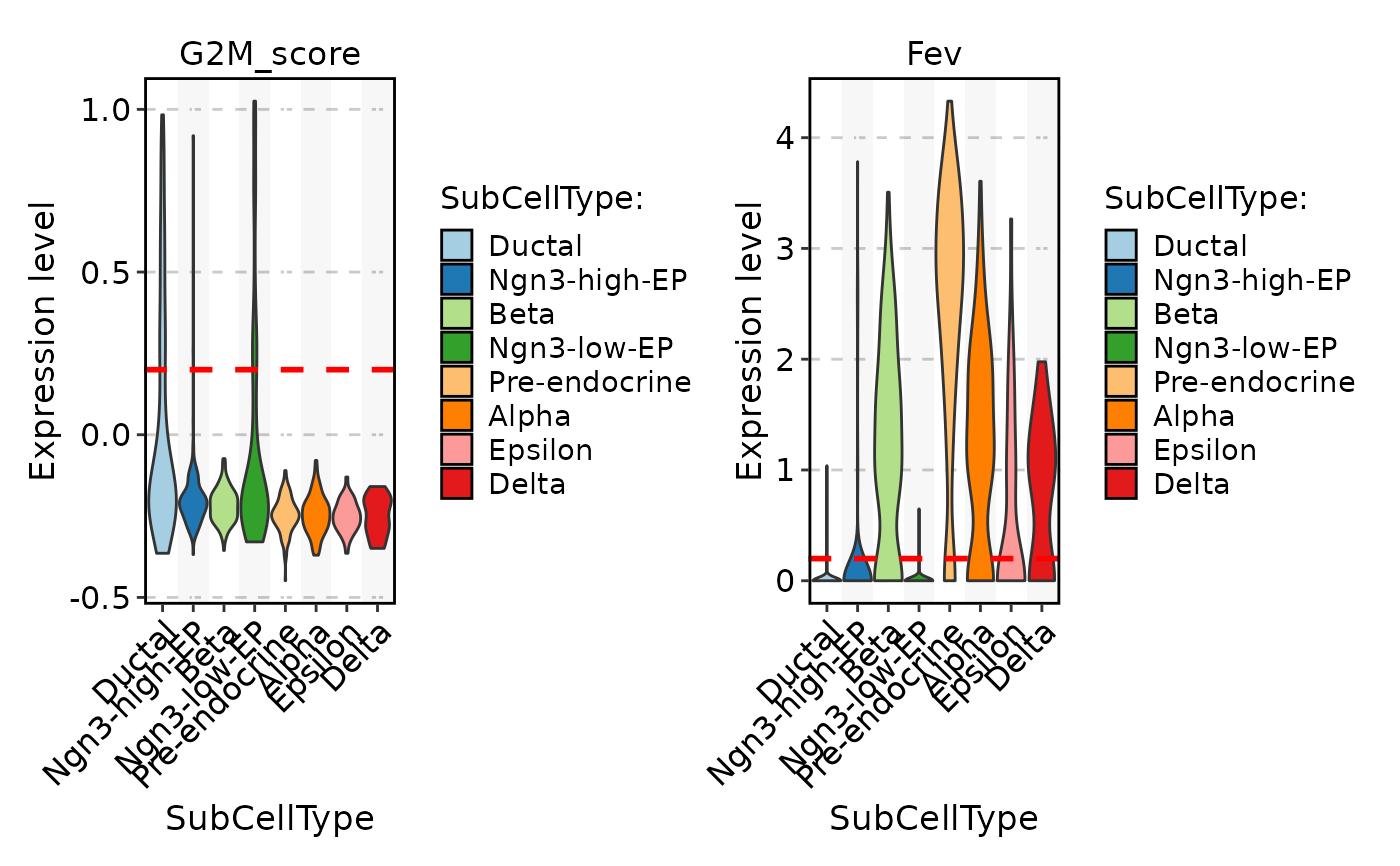 G2M_score
Expression level
1.0
0.5
0.0
-0.5
Ductal
Ngn3-high-EP
Beta
Ngn3-low-EP
Pre-endocrine
Alpha
Epsilon
Delta
SubCellType
SubCellType:
Ductal
Ngn3-high-EP
Beta
Ngn3-low-EP
Pre-endocrine
Alpha
Epsilon
Delta
Fev
Expression level
4
3
2
1
0
Ductal
Ngn3-high-EP
Beta
Ngn3-low-EP
Pre-endocrine
Alpha
Epsilon
Delta
SubCellType
SubCellType:
Ductal
Ngn3-high-EP
Beta
Ngn3-low-EP
Pre-endocrine
Alpha
Epsilon
Delta